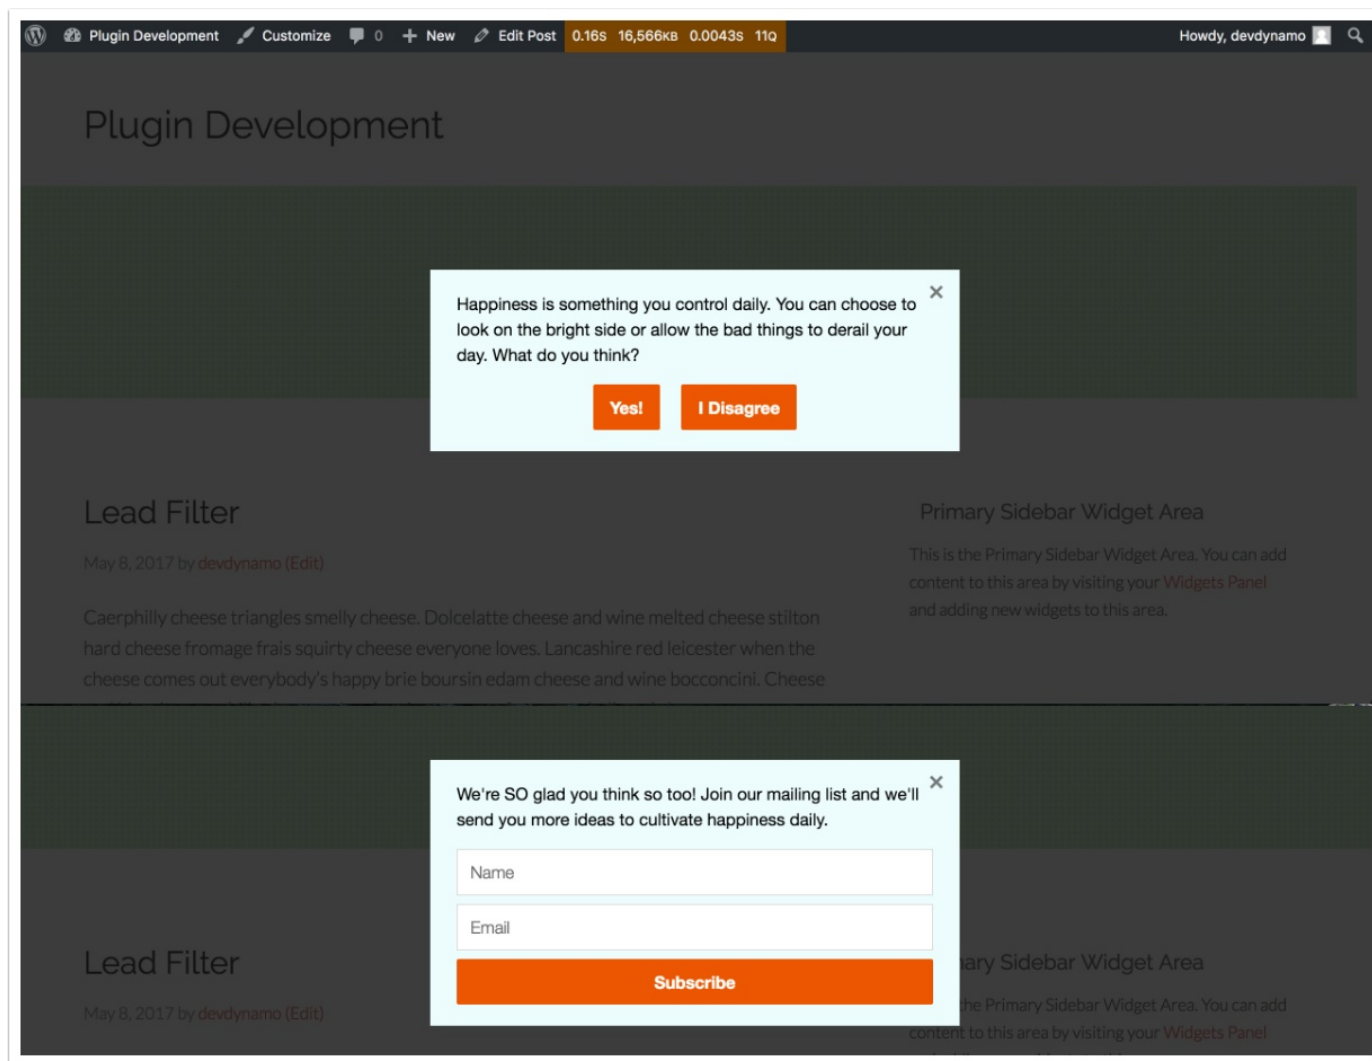 Plugin Development Customize 0 New Edit Post 0.16s 16,566KB 0.0043s 11Q Howdy, devdynamo
Plugin Development
Happiness is something you control daily. You can choose to
look on the bright side or allow the bad things to derail your
day. What do you think?
Yes! I Disagree
Lead Filter
May 8, 2017 by devdynamo (Edit)
Caerphilly cheese triangles smelly cheese. Dolcelatte cheese and wine melted cheese stilton
hard cheese fromage frais squirty cheese everyone loves. Lancashire red leicester when the
cheese comes out everybody's happy brie boursin edam cheese and wine bocconcini. Cheese
Primary Sidebar Widget Area
This is the Primary Sidebar Widget Area. You can add
content to this area by visiting your Widgets Panel
and adding new widgets to this area.
We're SO glad you think so too! Join our mailing list and we'll
send you more ideas to cultivate happiness daily.
Name
Email
Subscribe
Lead Filter
May 8, 2017 by devdynamo (Edit)
Sidebar Widget Area
the Primary Sidebar Widget Area. You can add
content to this area by visiting your Widgets Panel